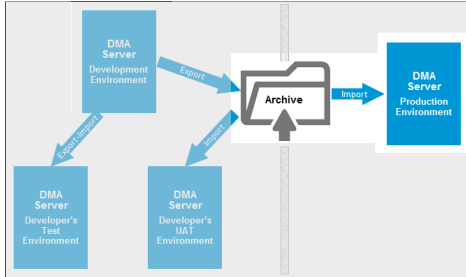 DMA
Server
Development
Environment
Export
Archive
Import
DMA
Server
Production
Environment
Export-Import
Import
DMA
Server
Developer's
Test
Environment
DMA
Server
Developer's
UAT
Environment